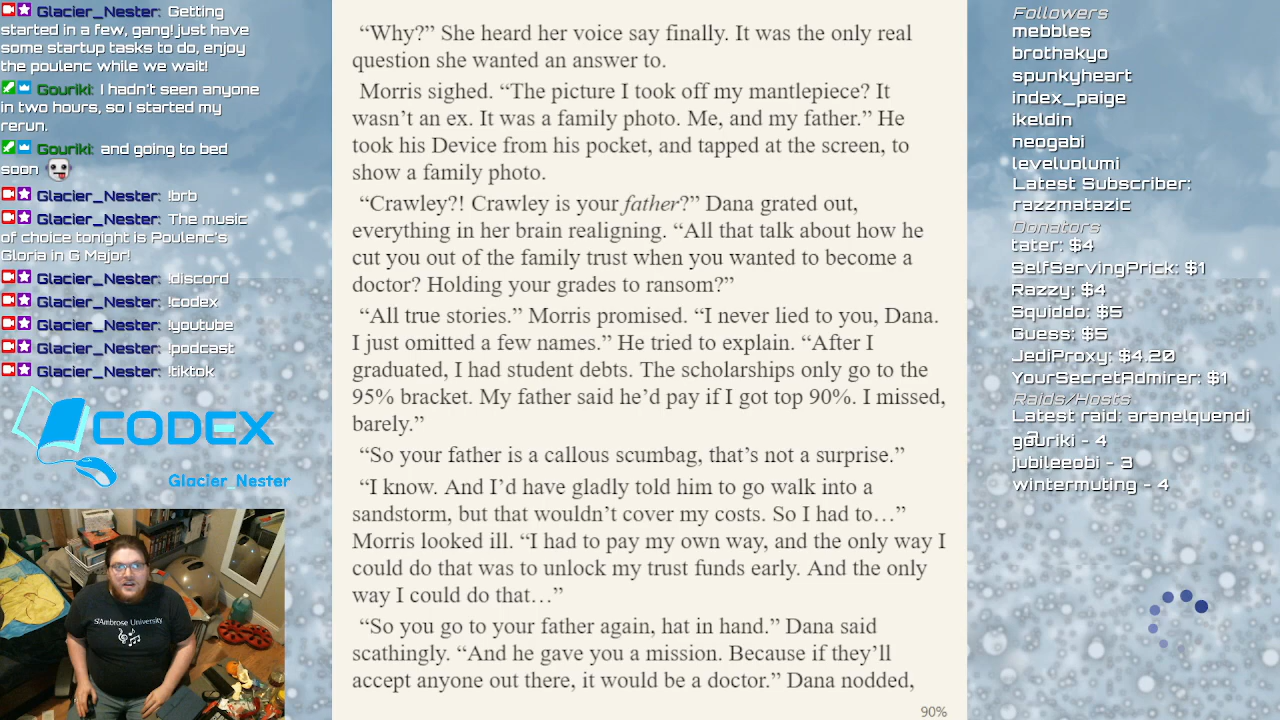 Glacier_Nester: Getting
started in a few, gang! just have
some startup tasks to do, enjoy
the poulenc while we wait!
Gouriki: I hadn't seen anyone
in two hours, so I started my
rerun.
Gouriki: and going to bed
soon
Glacier_Nester: !brb
Glacier_Nester: The music
of choice tonight is Poulenc's
Gloria in G Major!
Glacier_Nester: !discord
Glacier_Nester: !codex
Glacier_Nester: !youtube
Glacier_Nester: !podcast
Glacier_Nester: !tiktok
CODEX
Glacier_Nester
St. Ambrose University
“Why?” She heard her voice say finally. It was the only real
question she wanted an answer to.
Morris sighed. “The picture I took off my mantlepiece? It
wasn’t an ex. It was a family photo. Me, and my father.” He
took his Device from his pocket, and tapped at the screen, to
show a family photo.
“Crawley?! Crawley is your father?” Dana grated out,
everything in her brain realigning. “All that talk about how he
cut you out of the family trust when you wanted to become a
doctor? Holding your grades to ransom?”
“All true stories.” Morris promised. “I never lied to you, Dana.
I just omitted a few names.” He tried to explain. “After I
graduated, I had student debts. The scholarships only go to the
95% bracket. My father said he’d pay if I got top 90%. I missed,
barely.”
“So your father is a callous scumbag, that’s not a surprise.”
“I know. And I’d have gladly told him to go walk into a
sandstorm, but that wouldn’t cover my costs. So I had to…”
Morris looked ill. “I had to pay my own way, and the only way I
could do that was to unlock my trust funds early. And the only
way I could do that…”
“So you go to your father again, hat in hand.” Dana said
scathingly. “And he gave you a mission. Because if they’ll
accept anyone out there, it would be a doctor.” Dana nodded,
90%
Followers
mebbles
brothakyo
spunkyheart
index_paige
ikeldin
neogabi
leveluplumi
Latest Subscriber:
razzmatazic
Donators
tater: $4
SelfServingPrick: $1
Razzy: $4
Squiddo: $5
Guess: $5
JediProxy: $4.20
YourSecretAdmirer: $1
Raids/Hosts
Latest raid: aranelquendi
gouriki - 4
jubileeobi - 3
wintermuting - 4